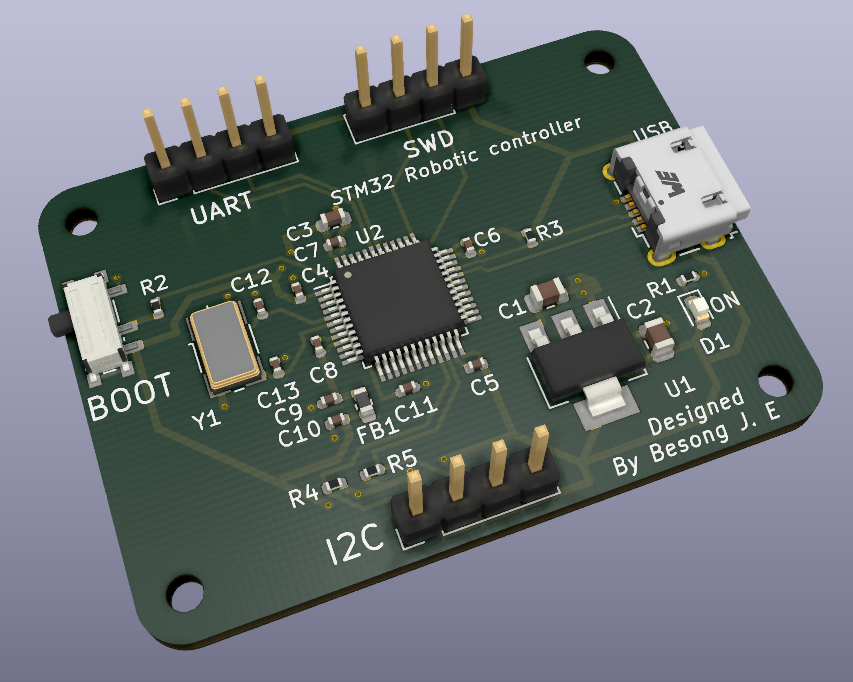 SWD
STM32 Robotic controller
USB
UART
C3
U2
C7
C6
R3
R2
C12
C4
C1
R1
ON
C2
D1
BOOT
Y1
C13
C8
C9
C10
FB1
C11
C5
U1
Designed
By Besong J. E
R4
R5
I2C
WE